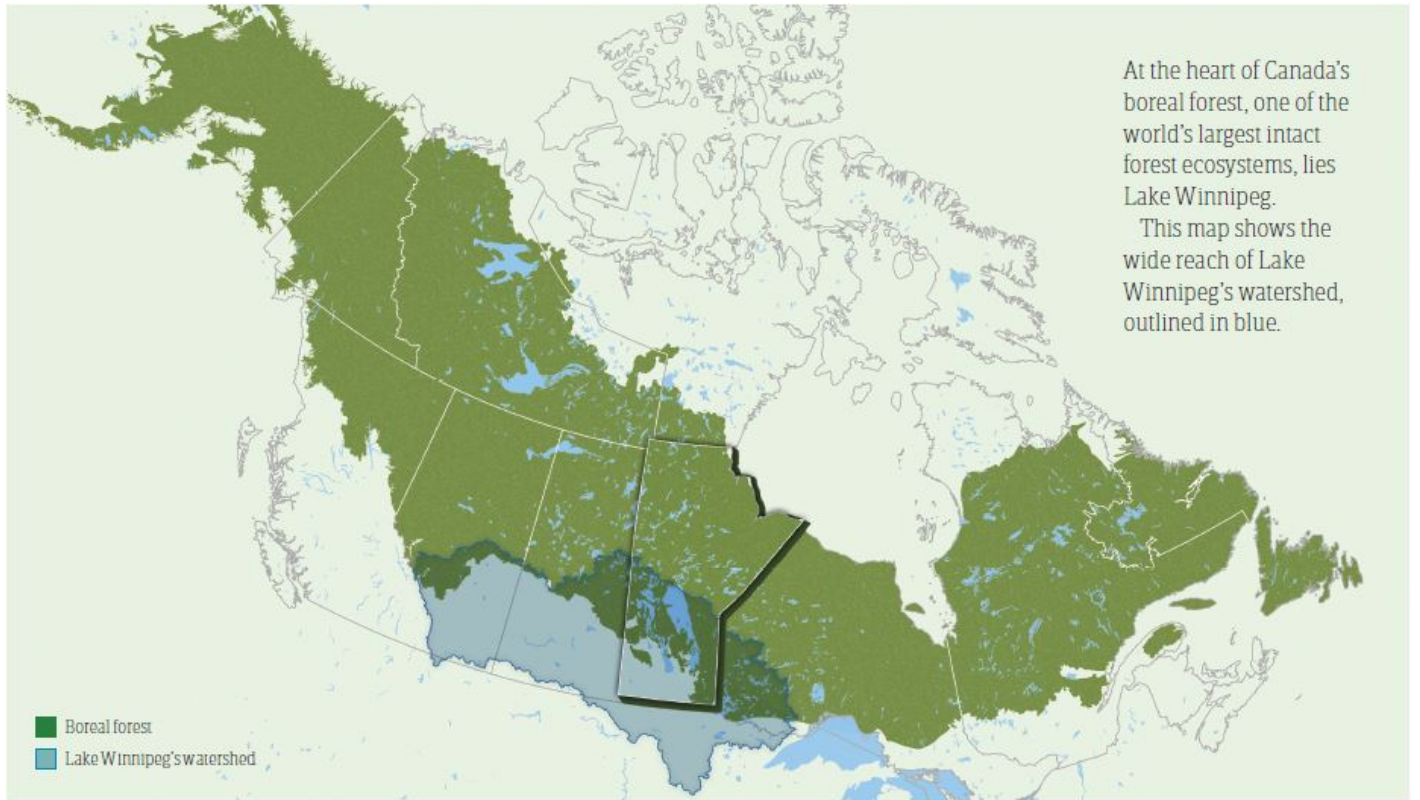 At the heart of Canada’s
boreal forest, one of the
world’s largest intact
forest ecosystems, lies
Lake Winnipeg.
This map shows the
wide reach of Lake
Winnipeg’s watershed,
outlined in blue.
Boreal forest
Lake Winnipeg’s watershed